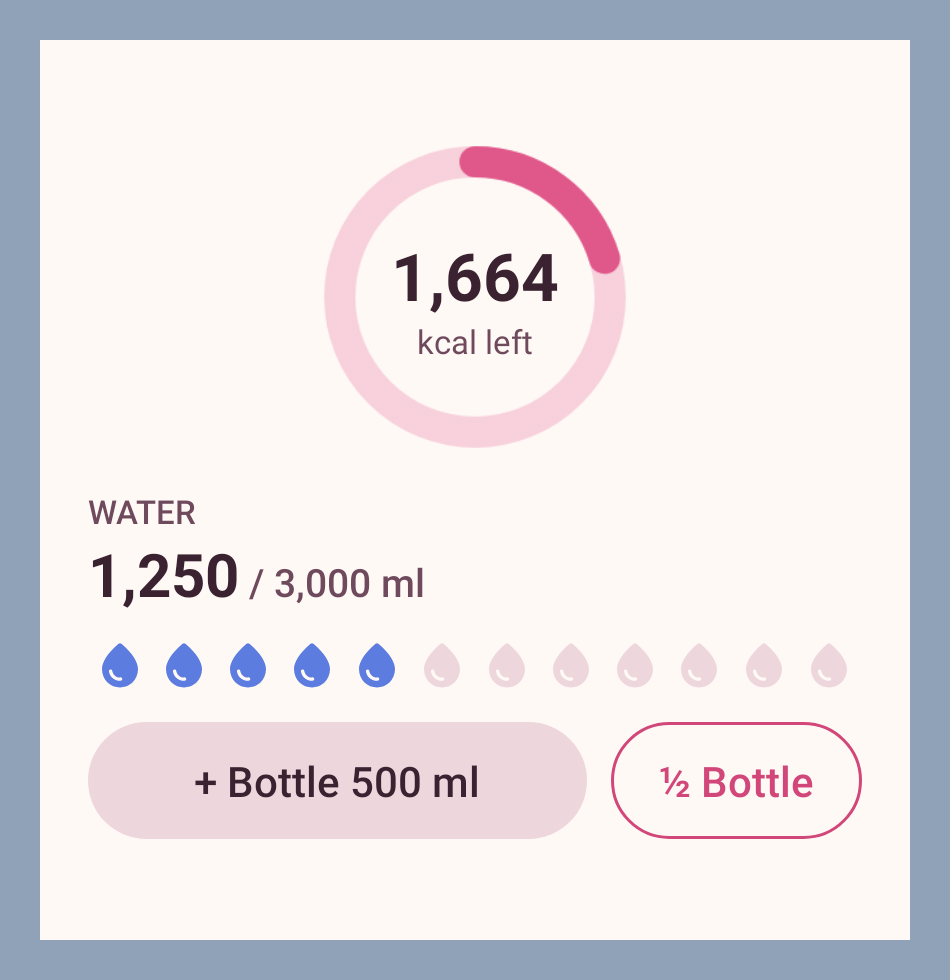 1,664
kcal left
WATER
1,250 / 3,000 ml
+ Bottle 500 ml
½ Bottle